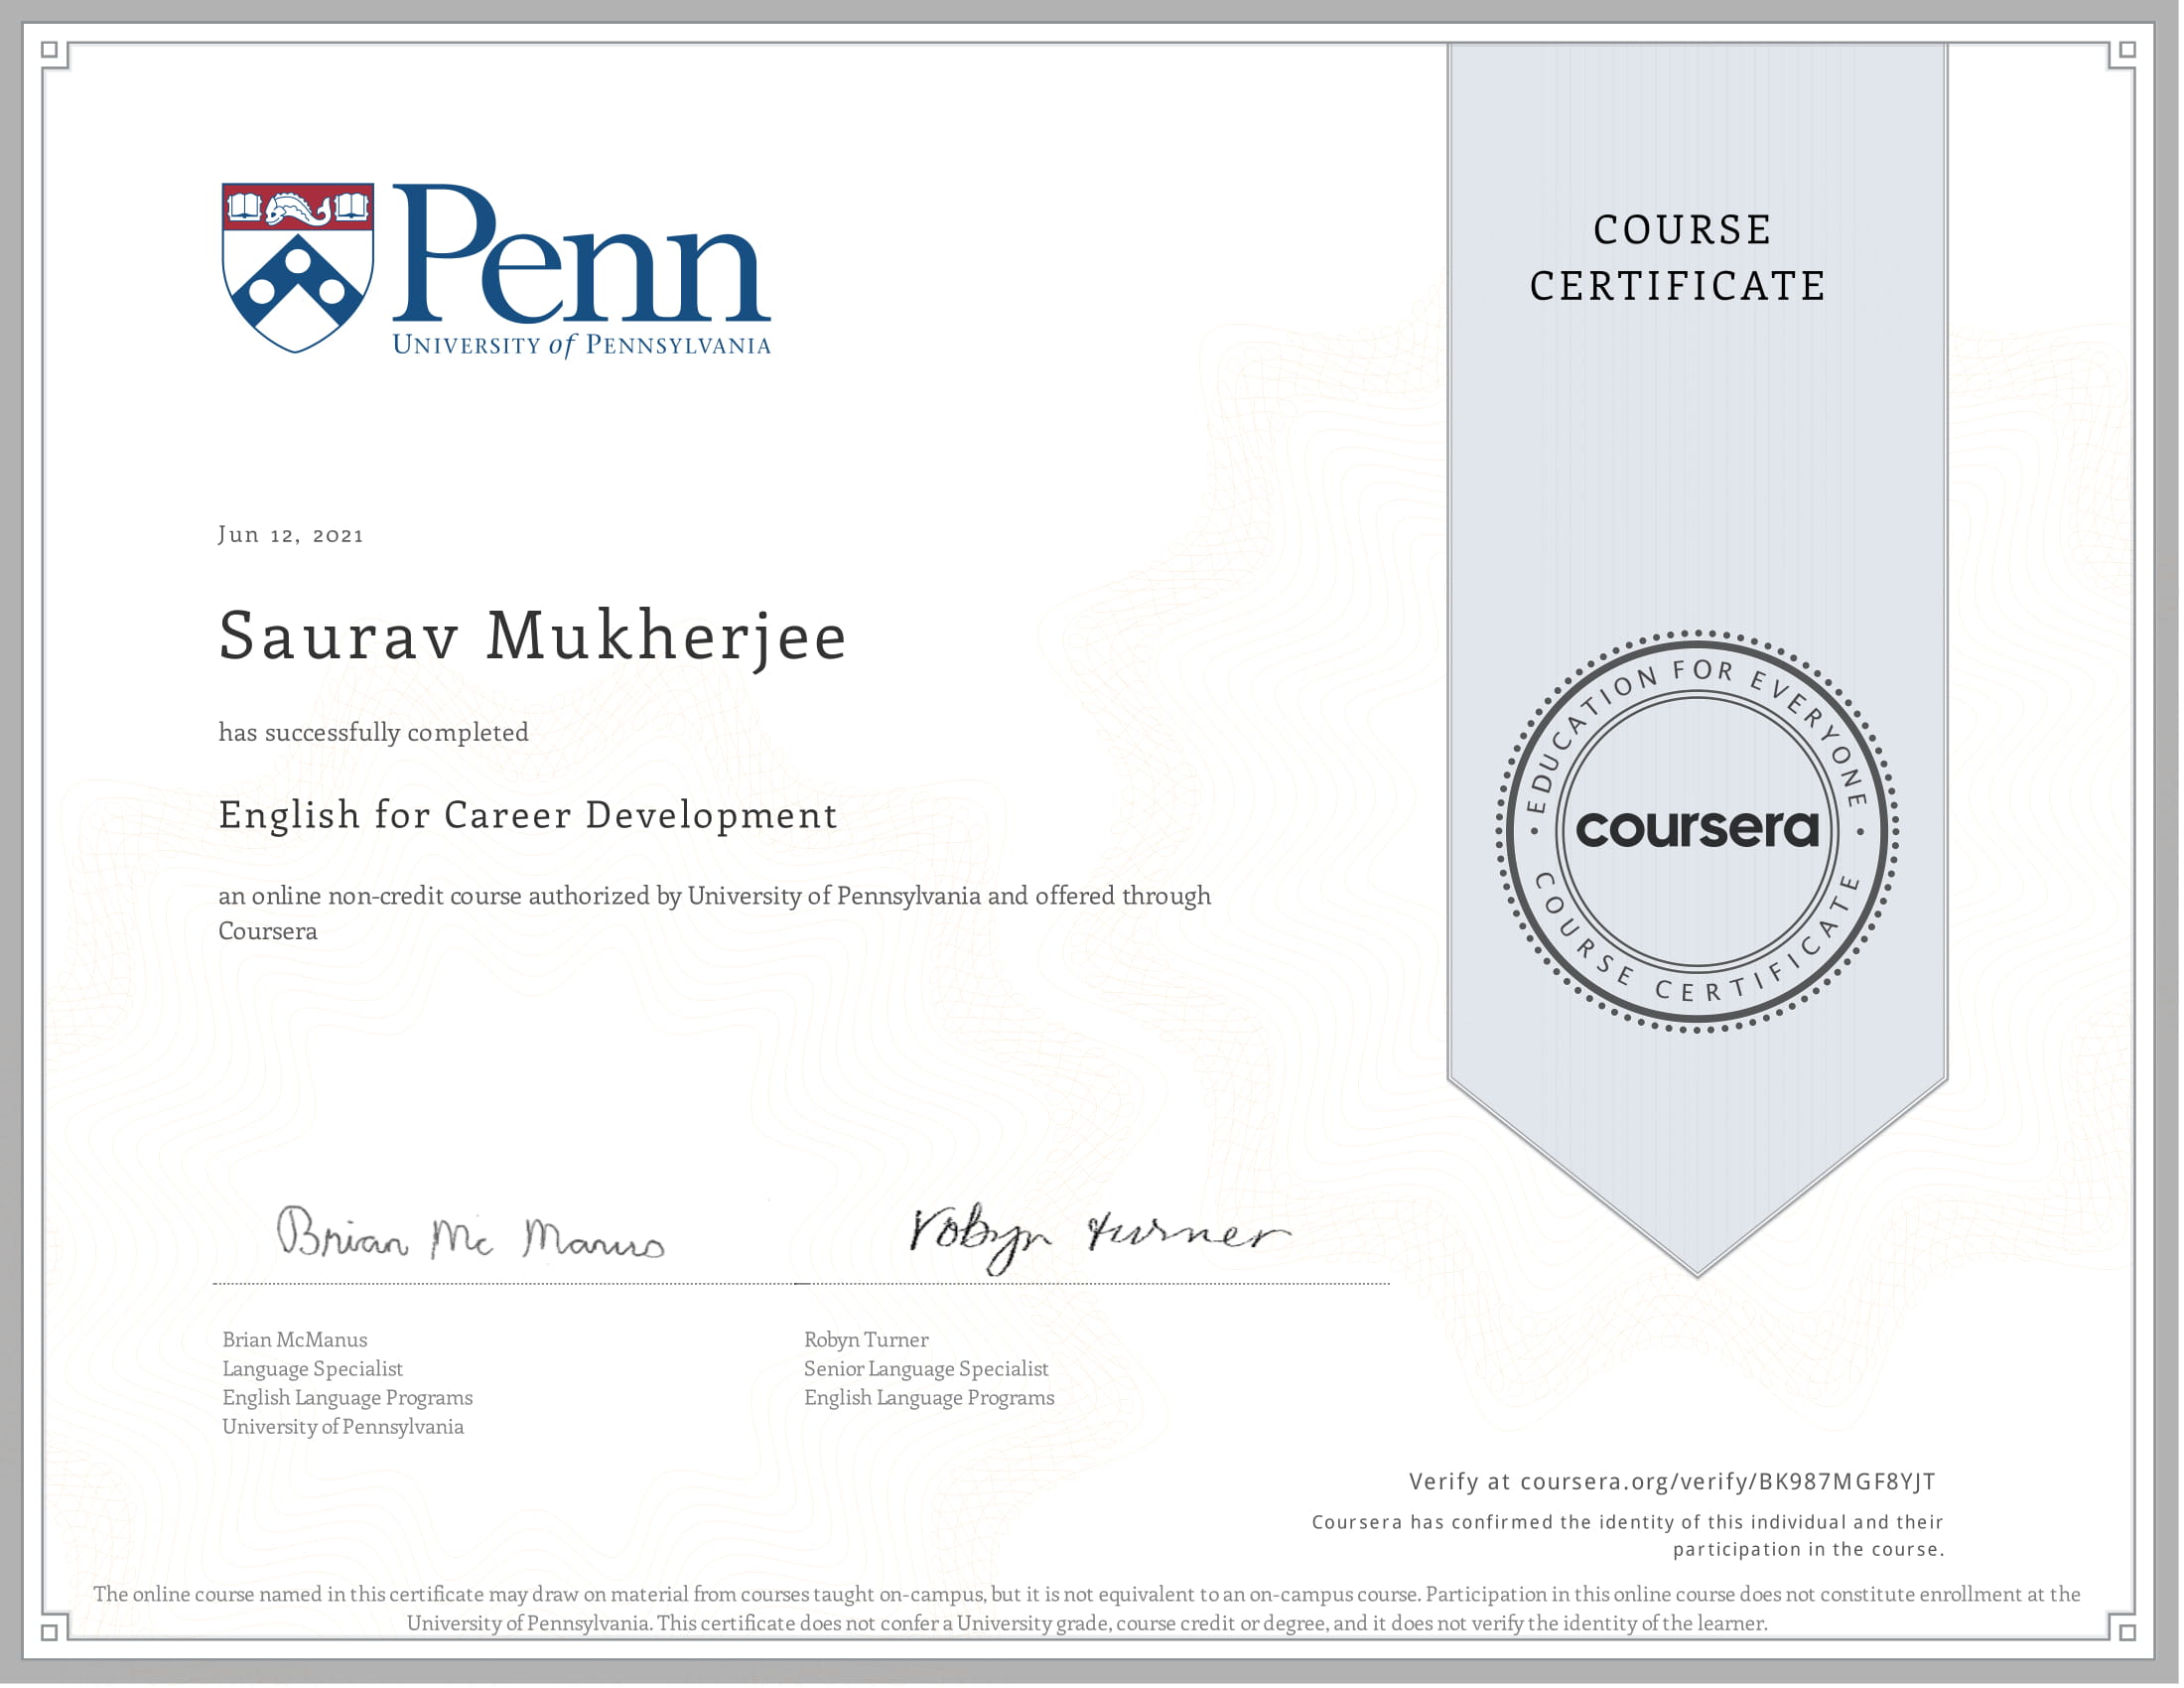 Penn
UNIVERSITY of PENNSYLVANIA
COURSE
CERTIFICATE
Jun 12, 2021
Saurav Mukherjee
has successfully completed
English for Career Development
an online non-credit course authorized by University of Pennsylvania and offered through
Coursera
EDUCATION FOR EVERYONE
coursera
COURSE CERTIFICATE
Brian Mc Manus
Robyn Turner
Brian McManus
Language Specialist
English Language Programs
University of Pennsylvania
Robyn Turner
Senior Language Specialist
English Language Programs
Verify at coursera.org/verify/BK987MGF8YJT
Coursera has confirmed the identity of this individual and their
participation in the course.
The online course named in this certificate may draw on material from courses taught on-campus, but it is not equivalent to an on-campus course. Participation in this online course does not constitute enrollment at the
University of Pennsylvania. This certificate does not confer a University grade, course credit or degree, and it does not verify the identity of the learner.